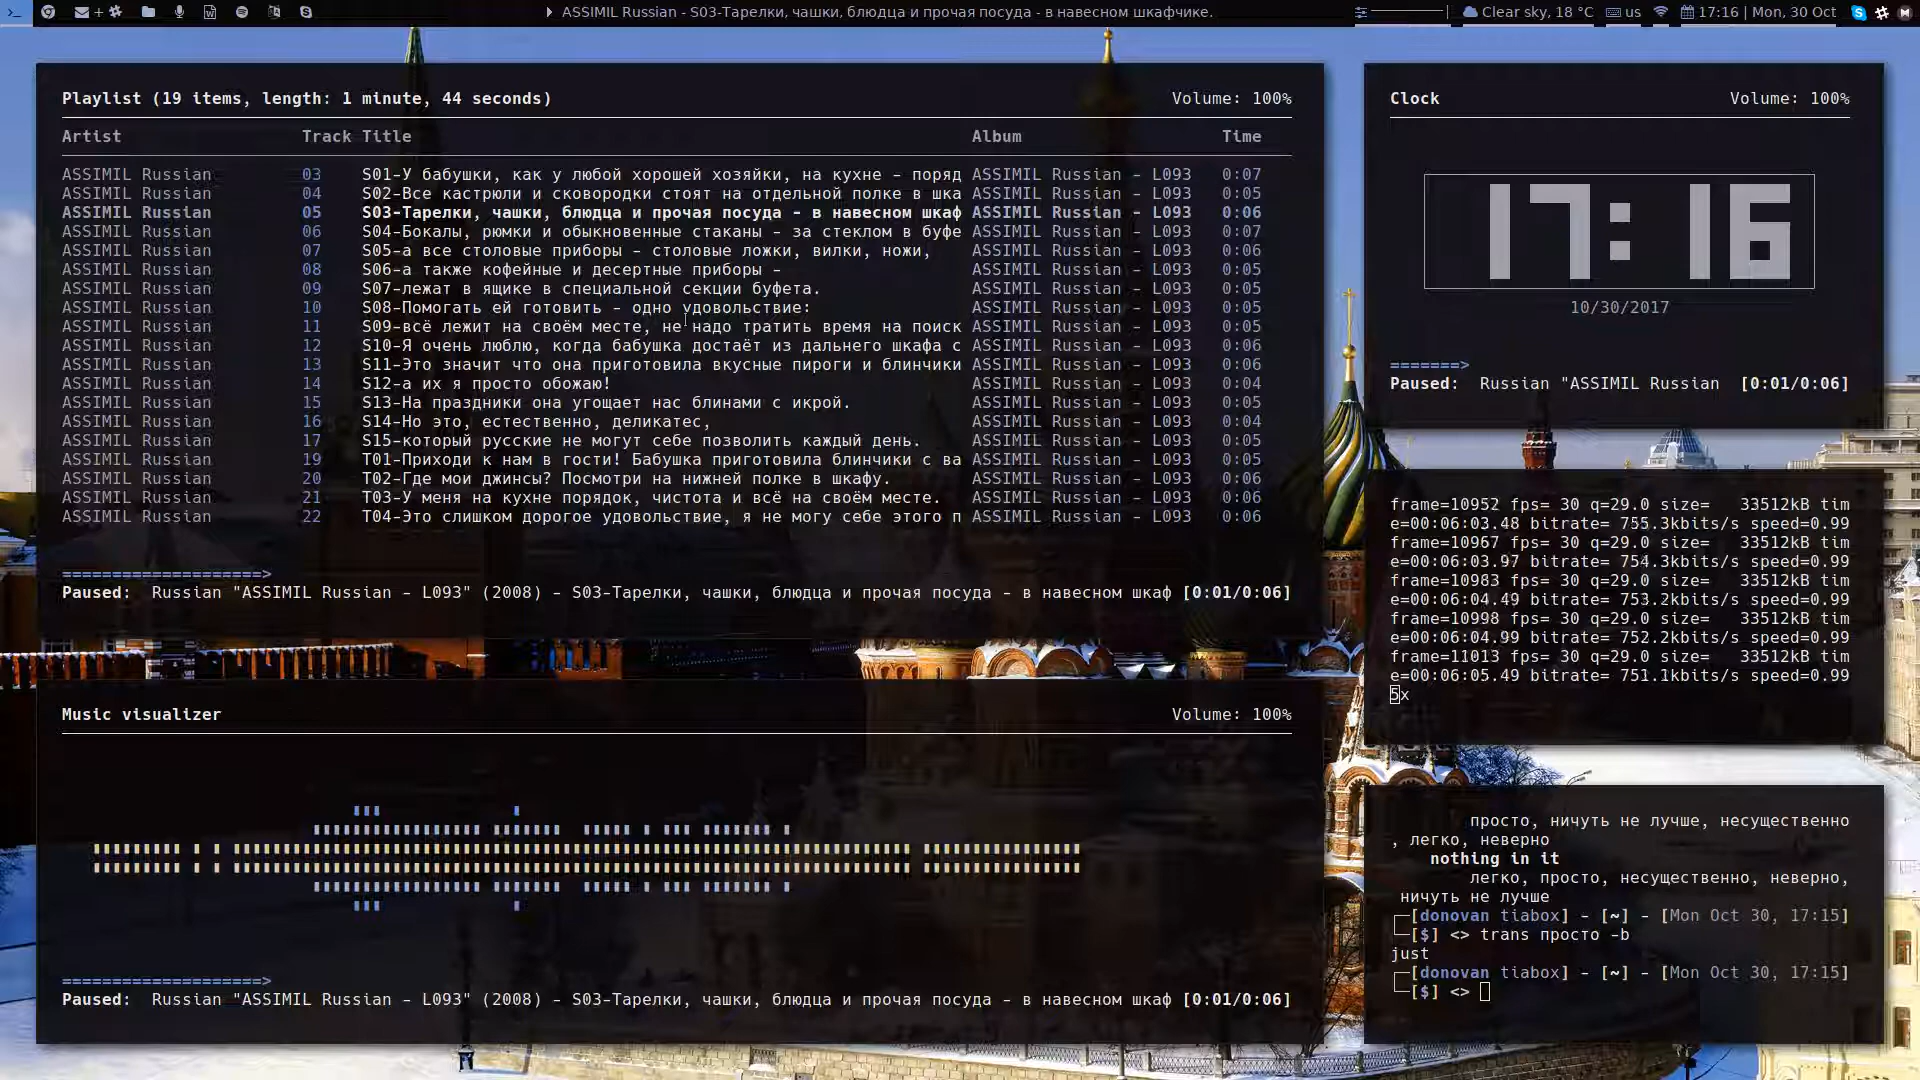 ASSIMIL Russian - S03-Тарелки, чашки, блюдца и прочая посуда - в навесном шкафчике.
Clear sky, 18 °C
us
17:16 | Mon, 30 Oct
Playlist (19 items, length: 1 minute, 44 seconds) Volume: 100%
Artist Track Title Album Time
ASSIMIL Russian 03 S01-У бабушки, как у любой хорошей хозяйки, на кухне - поряд ASSIMIL Russian - L093 0:07
ASSIMIL Russian 04 S02-Все кастрюли и сковородки стоят на отдельной полке в шка ASSIMIL Russian - L093 0:05
ASSIMIL Russian 05 S03-Тарелки, чашки, блюдца и прочая посуда - в навесном шкаф ASSIMIL Russian - L093 0:06
ASSIMIL Russian 06 S04-Бокалы, рюмки и обыкновенные стаканы - за стеклом в буфе ASSIMIL Russian - L093 0:07
ASSIMIL Russian 07 S05-а все столовые приборы - столовые ложки, вилки, ножи, ASSIMIL Russian - L093 0:06
ASSIMIL Russian 08 S06-а также кофейные и десертные приборы - ASSIMIL Russian - L093 0:05
ASSIMIL Russian 09 S07-лежат в ящике в специальной секции буфета. ASSIMIL Russian - L093 0:05
ASSIMIL Russian 10 S08-Помогать ей готовить - одно удовольствие: ASSIMIL Russian - L093 0:05
ASSIMIL Russian 11 S09-всё лежит на своём месте, не надо тратить время на поиск ASSIMIL Russian - L093 0:05
ASSIMIL Russian 12 S10-Я очень люблю, когда бабушка достаёт из дальнего шкафа с ASSIMIL Russian - L093 0:06
ASSIMIL Russian 13 S11-Это значит что она приготовила вкусные пироги и блинчики ASSIMIL Russian - L093 0:06
ASSIMIL Russian 14 S12-а их я просто обожаю! ASSIMIL Russian - L093 0:04
ASSIMIL Russian 15 S13-На праздники она угощает нас блинами с икрой. ASSIMIL Russian - L093 0:05
ASSIMIL Russian 16 S14-Но это, естественно, деликатес, ASSIMIL Russian - L093 0:04
ASSIMIL Russian 17 S15-который русские не могут себе позволить каждый день. ASSIMIL Russian - L093 0:05
ASSIMIL Russian 19 T01-Приходи к нам в гости! Бабушка приготовила блинчики с ва ASSIMIL Russian - L093 0:05
ASSIMIL Russian 20 T02-Где мои джинсы? Посмотри на нижней полке в шкафу. ASSIMIL Russian - L093 0:06
ASSIMIL Russian 21 T03-У меня на кухне порядок, чистота и всё на своём месте. ASSIMIL Russian - L093 0:06
ASSIMIL Russian 22 T04-Это слишком дорогое удовольствие, я не могу себе этого п ASSIMIL Russian - L093 0:06
====================>
Paused: Russian "ASSIMIL Russian - L093" (2008) - S03-Тарелки, чашки, блюдца и прочая посуда - в навесном шкаф [0:01/0:06]
Music visualizer Volume: 100%
====================>
Paused: Russian "ASSIMIL Russian - L093" (2008) - S03-Тарелки, чашки, блюдца и прочая посуда - в навесном шкаф [0:01/0:06]
Clock Volume: 100%
17:16
10/30/2017
=======>
Paused: Russian "ASSIMIL Russian [0:01/0:06]
frame=10952 fps= 30 q=29.0 size= 33512kB tim
e=00:06:03.48 bitrate= 755.3kbits/s speed=0.99
frame=10967 fps= 30 q=29.0 size= 33512kB tim
e=00:06:03.97 bitrate= 754.3kbits/s speed=0.99
frame=10983 fps= 30 q=29.0 size= 33512kB tim
e=00:06:04.49 bitrate= 753.2kbits/s speed=0.99
frame=10998 fps= 30 q=29.0 size= 33512kB tim
e=00:06:04.99 bitrate= 752.2kbits/s speed=0.99
frame=11013 fps= 30 q=29.0 size= 33512kB tim
e=00:06:05.49 bitrate= 751.1kbits/s speed=0.99
5x
просто, ничуть не лучше, несущественно
, легко, неверно
nothing in it
легко, просто, несущественно, неверно,
ничуть не лучше
┌─[donovan tiabox] - [~] - [Mon Oct 30, 17:15]
└─[$] <> trans просто -b
just
┌─[donovan tiabox] - [~] - [Mon Oct 30, 17:15]
└─[$] <>